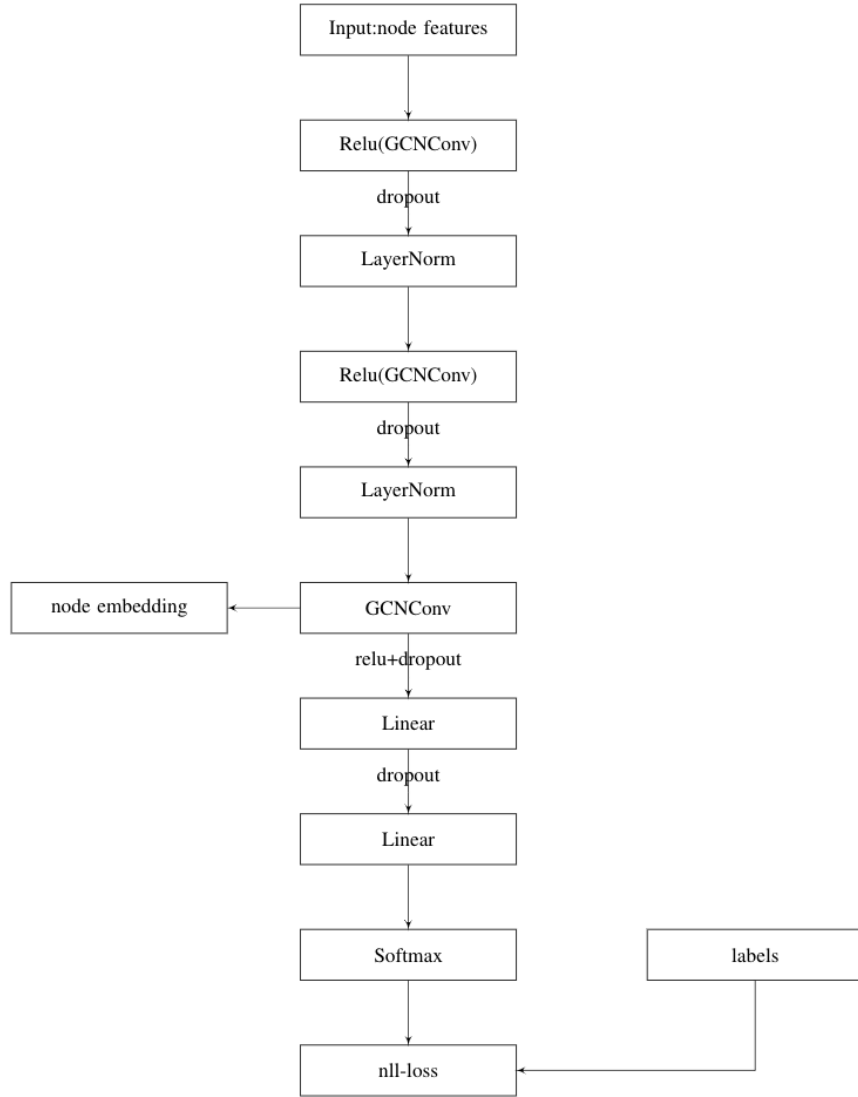 Input:node features
Relu(GCNConv)
dropout
LayerNorm
Relu(GCNConv)
dropout
LayerNorm
node embedding
GCNConv
relu+dropout
Linear
dropout
Linear
Softmax
labels
nll-loss